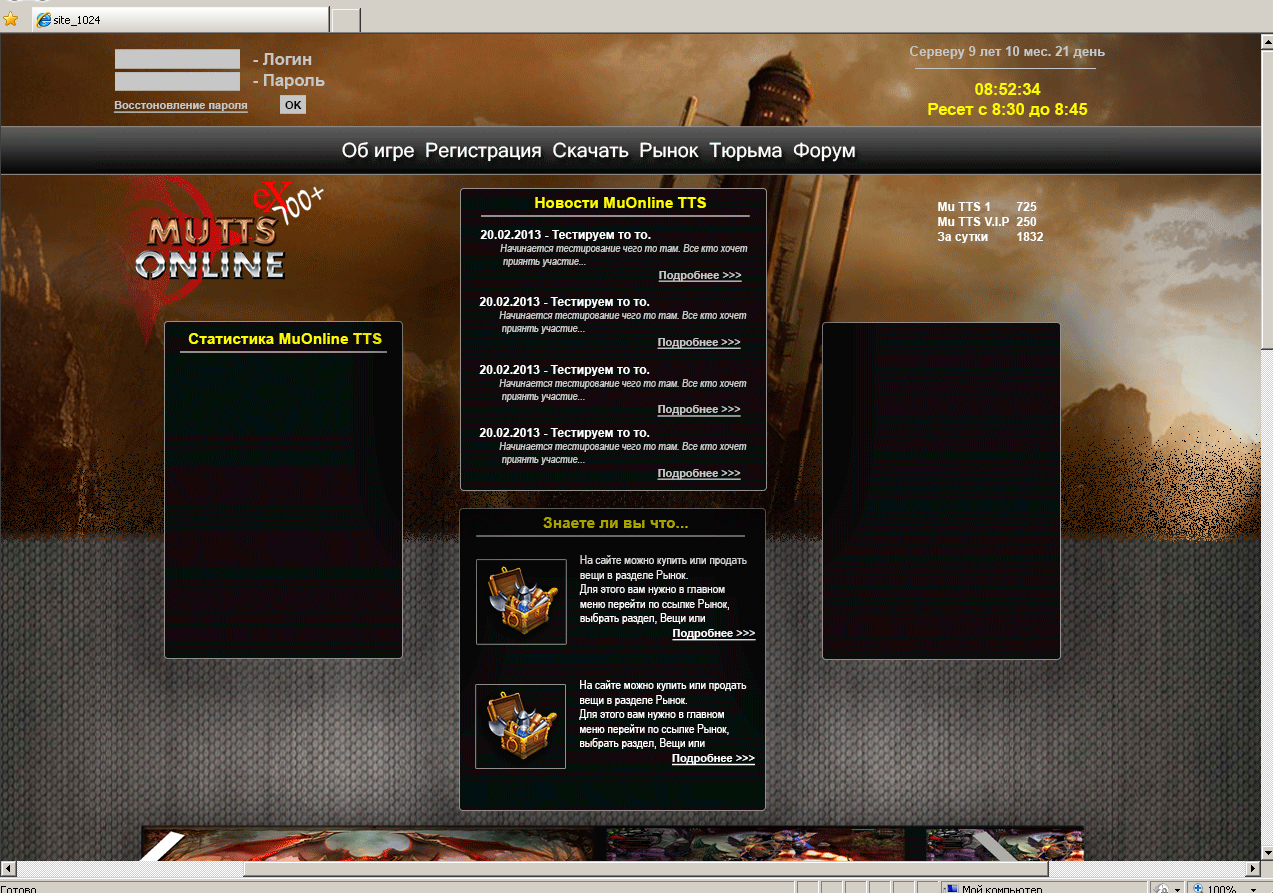 site_1024
- Логин
- Пароль
Восстоновление пароля
OK
Серверу 9 лет 10 мес. 21 день
08:52:34
Ресет с 8:30 до 8:45
Об игре Регистрация Скачать Рынок Тюрьма Форум
eX
700+
MUTTS
ONLINE
Mu TTS 1 725
Mu TTS V.I.P 250
За сутки 1832
Новости MuOnline TTS
20.02.2013 - Тестируем то то.
Начинается тестирование чего то там. Все кто хочет
приянть участие...
Подробнее >>>
20.02.2013 - Тестируем то то.
Начинается тестирование чего то там. Все кто хочет
приянть участие...
Подробнее >>>
20.02.2013 - Тестируем то то.
Начинается тестирование чего то там. Все кто хочет
приянть участие...
Подробнее >>>
20.02.2013 - Тестируем то то.
Начинается тестирование чего то там. Все кто хочет
приянть участие...
Подробнее >>>
Статистика MuOnline TTS
Знаете ли вы что...
На сайте можно купить или продать
вещи в разделе Рынок.
Для этого вам нужно в главном
меню перейти по ссылке Рынок,
выбрать раздел, Вещи или
Подробнее >>>
На сайте можно купить или продать
вещи в разделе Рынок.
Для этого вам нужно в главном
меню перейти по ссылке Рынок,
выбрать раздел, Вещи или
Подробнее >>>
Готово
Мой компьютер
100%